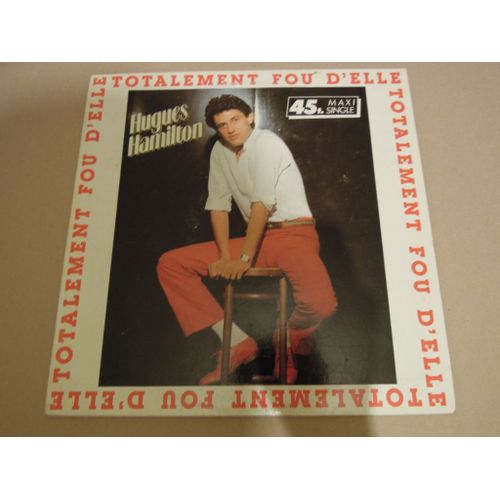 TOTALEMENT FOU D'ELLE
Hugues
Hamilton
45t. MAXI
SINGLE
TOTALEMENT FOU D'ELLE
TOTALEMENT FOU D'ELLE
TOTALEMENT FOU D'ELLE